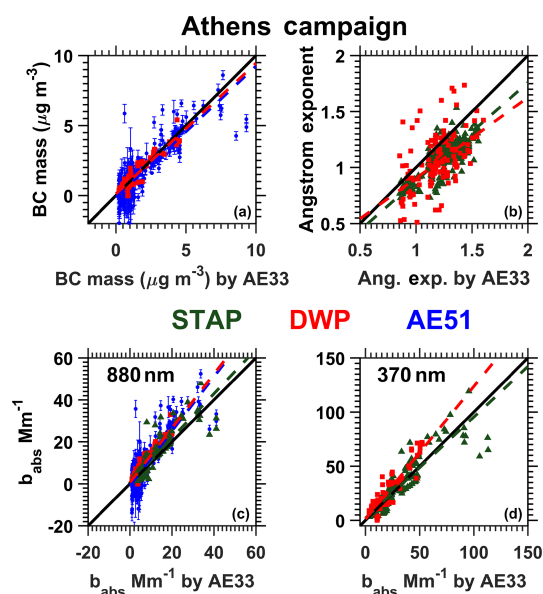 Athens campaign
BC mass (μg m⁻³)
10
5
0
0 2 4 6 8 10
(a)
BC mass (μg m⁻³) by AE33
Angstrom exponent
2
1.5
1
0.5
0.5 1 1.5 2
(b)
Ang. exp. by AE33
STAP DWP AE51
b_abs Mm⁻¹
60
40
20
0
-20
-20 0 20 40 60
880 nm
(c)
b_abs Mm⁻¹ by AE33
150
100
50
0
0 50 100 150
370 nm
(d)
b_abs Mm⁻¹ by AE33